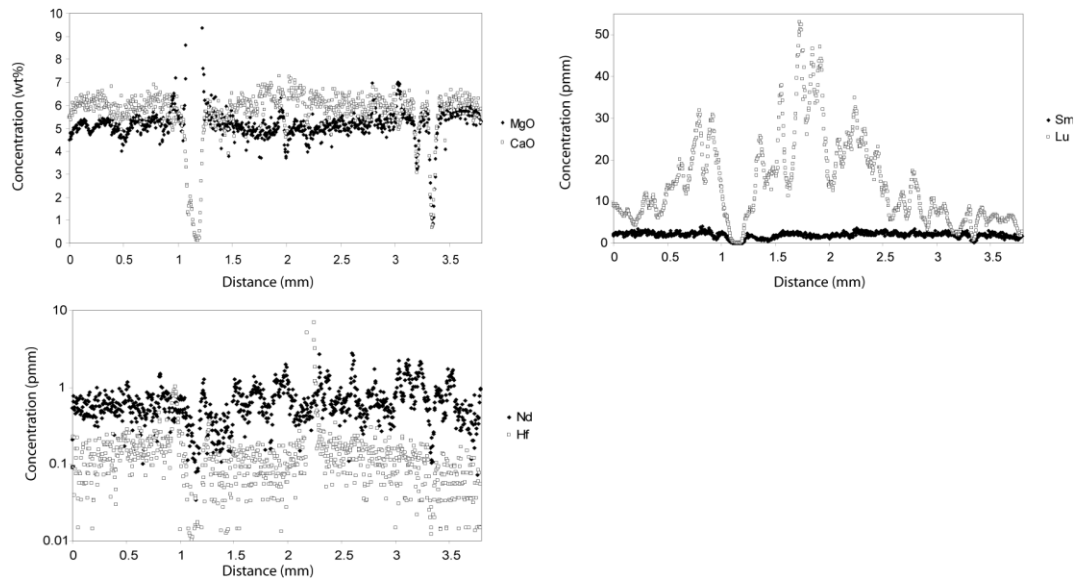 10
9
8
7
6
5
4
3
2
1
0
Concentration (wt%)
0 0.5 1 1.5 2 2.5 3 3.5
Distance (mm)
MgO
CaO
50
40
30
20
10
0
Concentration (pmm)
0 0.5 1 1.5 2 2.5 3 3.5
Distance (mm)
Sm
Lu
10
1
0.1
0.01
Concentration (pmm)
0 0.5 1 1.5 2 2.5 3 3.5
Distance (mm)
Nd
Hf